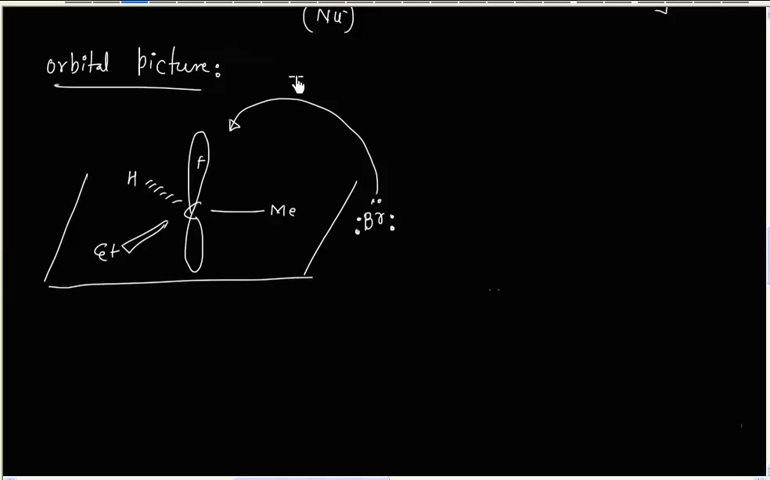 (Nu⁻)
orbital picture:
+
H
C
Me
:Br:
Et